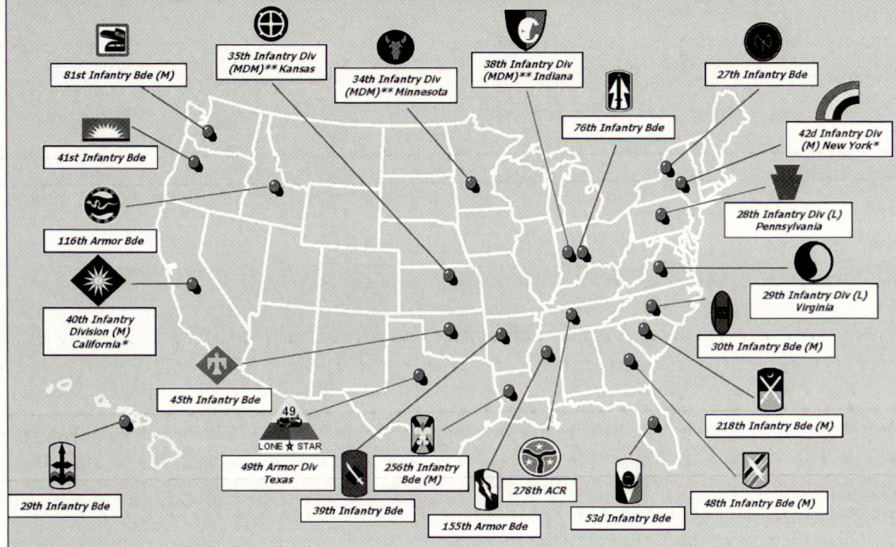 81st Infantry Bde (M)
35th Infantry Div
(MDM)** Kansas
34th Infantry Div
(MDM)** Minnesota
38th Infantry Div
(MDM)** Indiana
27th Infantry Bde
76th Infantry Bde
42d Infantry Div
(M) New York*
41st Infantry Bde
28th Infantry Div (L)
Pennsylvania
116th Armor Bde
29th Infantry Div (L)
Virginia
40th Infantry
Division (M)
California*
30th Infantry Bde (M)
45th Infantry Bde
218th Infantry Bde (M)
49
LONE STAR
49th Armor Div
Texas
256th Infantry
Bde (M)
278th ACR
48th Infantry Bde (M)
29th Infantry Bde
39th Infantry Bde
155th Armor Bde
53d Infantry Bde